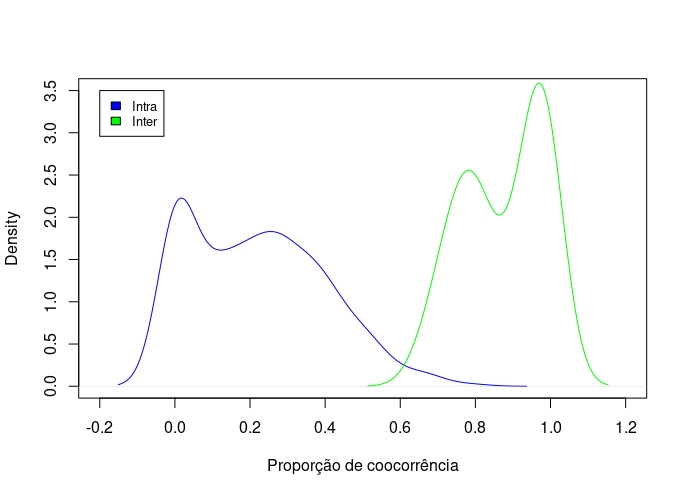 Intra
Inter
Density
0.0 0.5 1.0 1.5 2.0 2.5 3.0 3.5
-0.2 0.0 0.2 0.4 0.6 0.8 1.0 1.2
Proporção de coocorrência